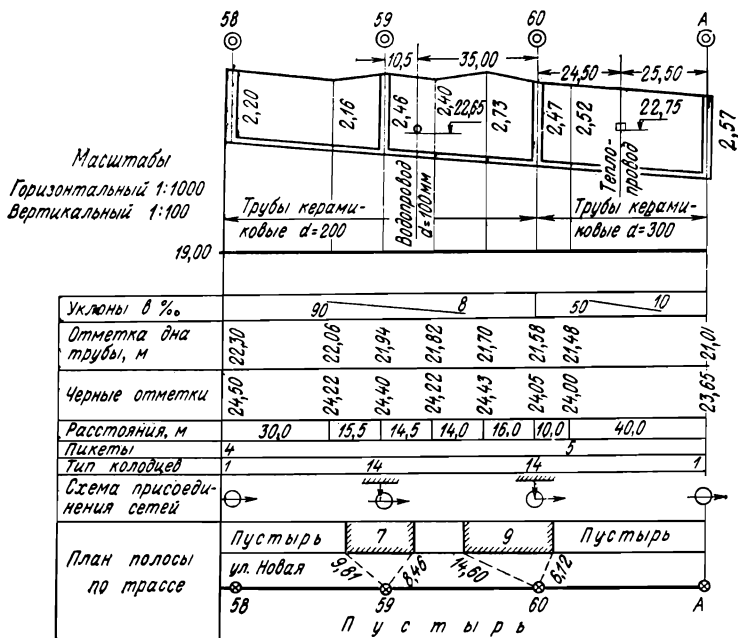 58 59 60 А
10,5 35,00 24,50 25,50
2,20 2,16 2,46 2,40 22,65 2,73 2,47 2,52 22,75 2,57
Водопровод
d=100мм
Тепло-
провод
Масштабы
Горизонтальный 1:1000
Вертикальный 1:100
Трубы керами-
ковые d=200
Трубы керами-
ковые d=300
19,00
Уклоны в ‰ 90 8 50 10
Отметка дна
трубы, м
22,30 22,06 21,94 21,82 21,70 21,58 21,48 21,01
Черные отметки 24,50 24,22 24,40 24,22 24,43 24,05 24,00 23,65
Расстояния, м 30,0 15,5 14,5 14,0 16,0 10,0 40,0
Пикеты 4 5
Тип колодцев 1 14 14 1
Схема присоеди-
нения сетей
План полосы
по трассе
Пустырь 7 9 Пустырь
ул. Новая 9,81 8,46 14,60 6,12
58 59 60 А
Пустырь